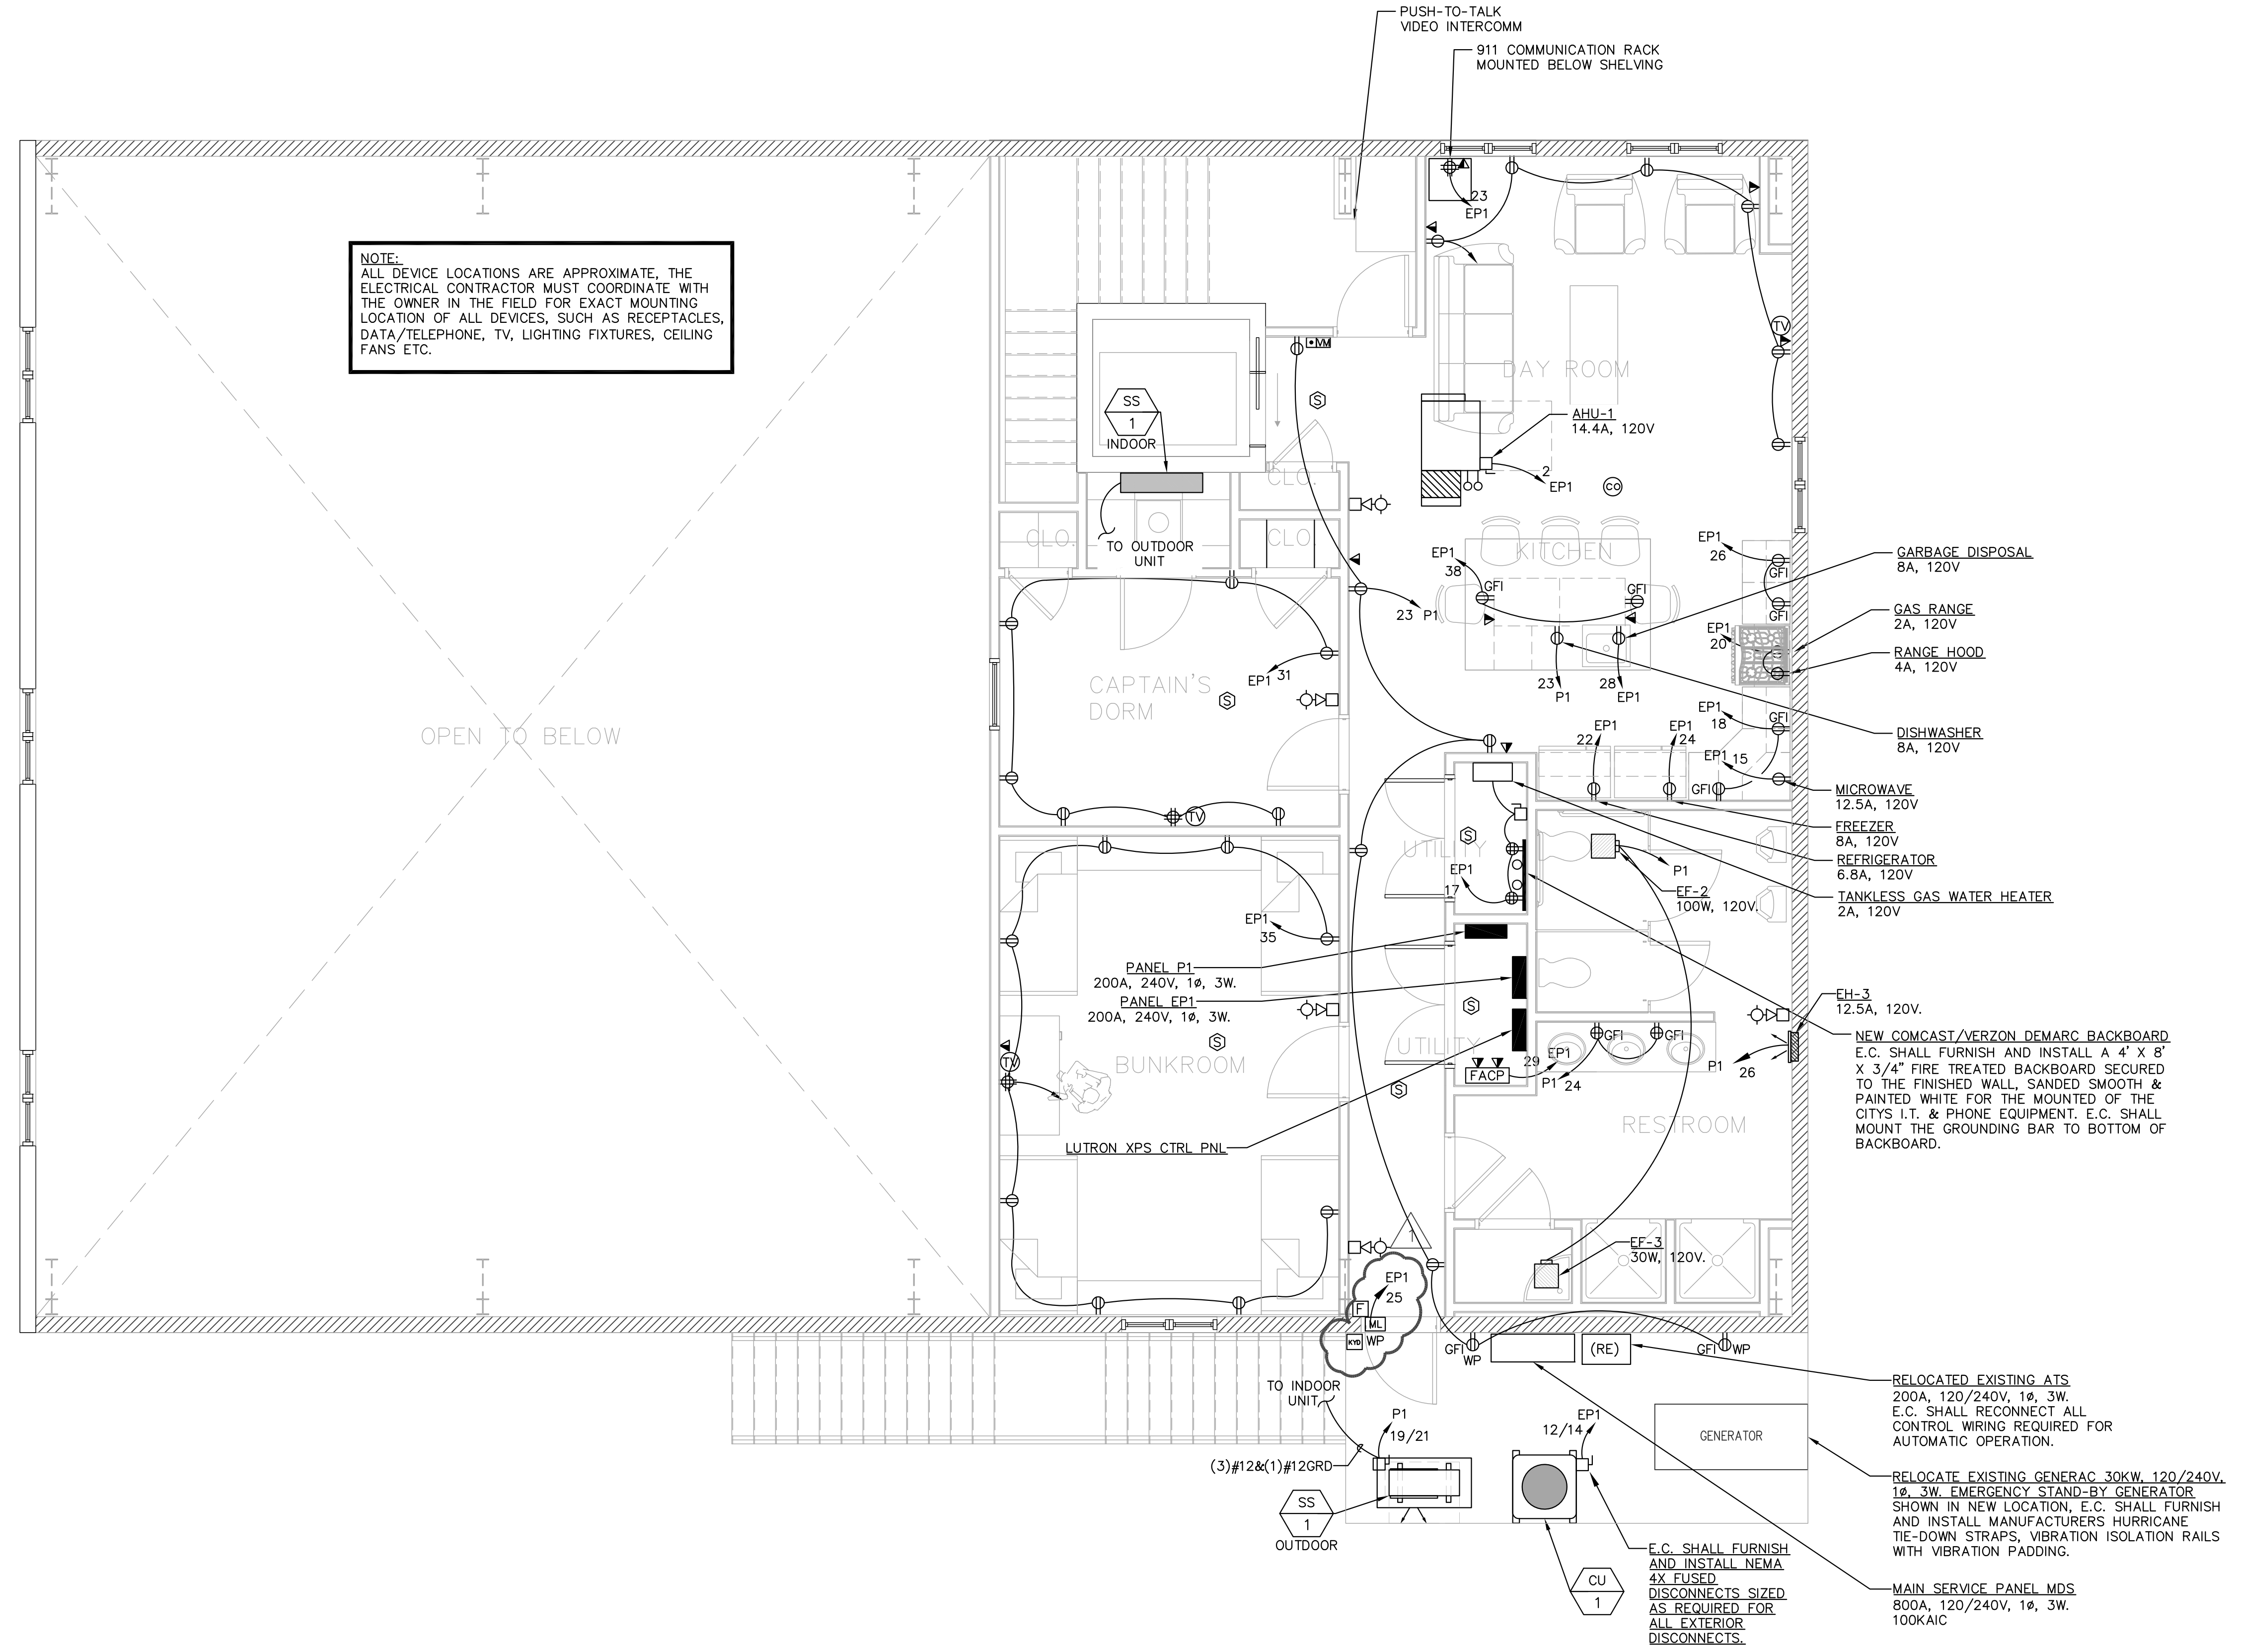 PUSH-TO-TALK
VIDEO INTERCOMM
911 COMMUNICATION RACK
MOUNTED BELOW SHELVING
NOTE:
ALL DEVICE LOCATIONS ARE APPROXIMATE, THE
ELECTRICAL CONTRACTOR MUST COORDINATE WITH
THE OWNER IN THE FIELD FOR EXACT MOUNTING
LOCATION OF ALL DEVICES, SUCH AS RECEPTACLES,
DATA/TELEPHONE, TV, LIGHTING FIXTURES, CEILING
FANS ETC.
23
EP1
TV
VM
DAY ROOM
S
SS
1
INDOOR
AHU-1
14.4A, 120V
2
EP1
CO
CLO.
CLO.
CLO
TO OUTDOOR
UNIT
KITCHEN
EP1
38
GFI
GFI
EP1
26
GFI
GFI
GARBAGE DISPOSAL
8A, 120V
GAS RANGE
2A, 120V
RANGE HOOD
4A, 120V
DISHWASHER
8A, 120V
MICROWAVE
12.5A, 120V
FREEZER
8A, 120V
REFRIGERATOR
6.8A, 120V
TANKLESS GAS WATER HEATER
2A, 120V
23 P1
EP1
20
23
P1
28
EP1
EP1
18
GFI
EP1
22
EP1
24
EP1
15
GFI
CAPTAIN'S
DORM
EP1 31
S
TV
OPEN TO BELOW
UTILITY
S
EP1
17
P1
EF-2
100W, 120V.
EP1
35
PANEL P1
200A, 240V, 1ø, 3W.
PANEL EP1
200A, 240V, 1ø, 3W.
S
S
BUNKROOM
TV
UTILITY
FACP
29
EP1
P1 24
GFI
GFI
S
P1
26
EH-3
12.5A, 120V.
NEW COMCAST/VERZON DEMARC BACKBOARD
E.C. SHALL FURNISH AND INSTALL A 4' X 8'
X 3/4" FIRE TREATED BACKBOARD SECURED
TO THE FINISHED WALL, SANDED SMOOTH &
PAINTED WHITE FOR THE MOUNTED OF THE
CITYS I.T. & PHONE EQUIPMENT. E.C. SHALL
MOUNT THE GROUNDING BAR TO BOTTOM OF
BACKBOARD.
RESTROOM
LUTRON XPS CTRL PNL
1
EF-3
30W, 120V.
EP1
25
F
ML
KYD
WP
GFI
WP
(RE)
GFI
WP
TO INDOOR
UNIT
P1
19/21
EP1
12/14
GENERATOR
(3)#12&(1)#12GRD
SS
1
OUTDOOR
CU
1
E.C. SHALL FURNISH
AND INSTALL NEMA
4X FUSED
DISCONNECTS SIZED
AS REQUIRED FOR
ALL EXTERIOR
DISCONNECTS.
RELOCATED EXISTING ATS
200A, 120/240V, 1ø, 3W.
E.C. SHALL RECONNECT ALL
CONTROL WIRING REQUIRED FOR
AUTOMATIC OPERATION.
RELOCATE EXISTING GENERAC 30KW, 120/240V,
1ø, 3W. EMERGENCY STAND-BY GENERATOR
SHOWN IN NEW LOCATION, E.C. SHALL FURNISH
AND INSTALL MANUFACTURERS HURRICANE
TIE-DOWN STRAPS, VIBRATION ISOLATION RAILS
WITH VIBRATION PADDING.
MAIN SERVICE PANEL MDS
800A, 120/240V, 1ø, 3W.
100KAIC